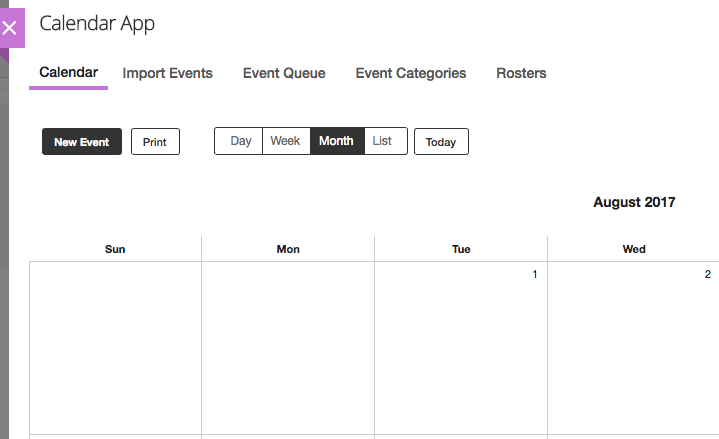 Calendar App
Calendar Import Events Event Queue Event Categories Rosters
New Event Print Day Week Month List Today
August 2017
Sun Mon Tue Wed
1 2